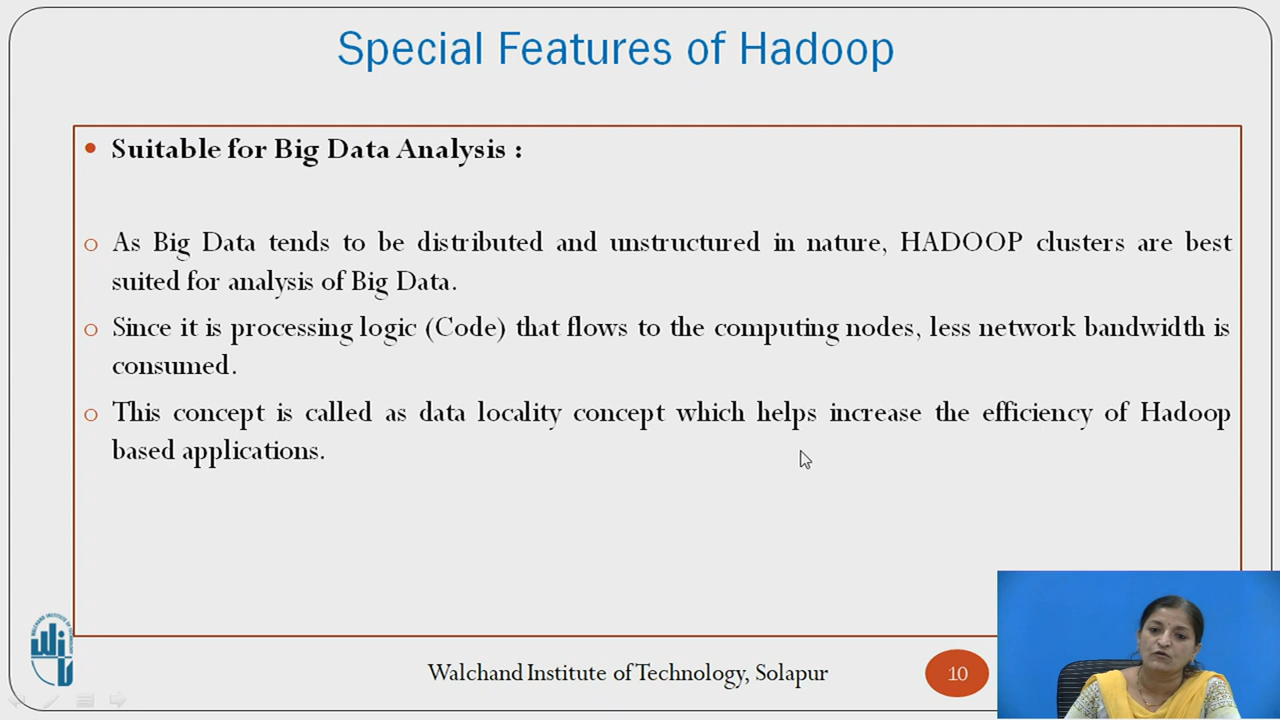 Special Features of Hadoop
• Suitable for Big Data Analysis :
o As Big Data tends to be distributed and unstructured in nature, HADOOP clusters are best
suited for analysis of Big Data.
o Since it is processing logic (Code) that flows to the computing nodes, less network bandwidth is
consumed.
o This concept is called as data locality concept which helps increase the efficiency of Hadoop
based applications.
Walchand Institute of Technology, Solapur
10